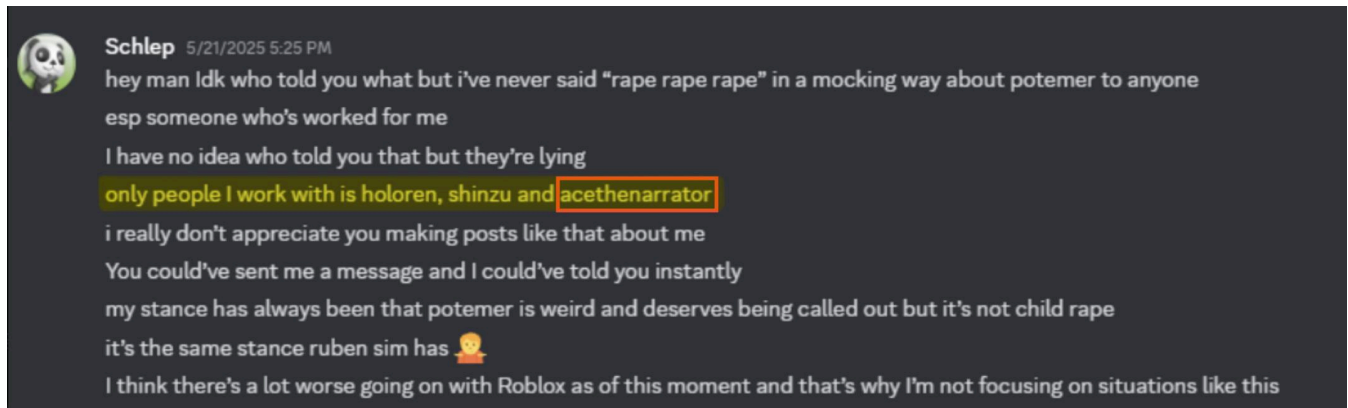 Schlep 5/21/2025 5:25 PM
hey man Idk who told you what but i've never said “rape rape rape” in a mocking way about potemer to anyone
esp someone who's worked for me
I have no idea who told you that but they're lying
only people I work with is holoren, shinzu and acethenarrator
i really don't appreciate you making posts like that about me
You could've sent me a message and I could've told you instantly
my stance has always been that potemer is weird and deserves being called out but it's not child rape
it's the same stance ruben sim has 🤷
I think there's a lot worse going on with Roblox as of this moment and that's why I'm not focusing on situations like this